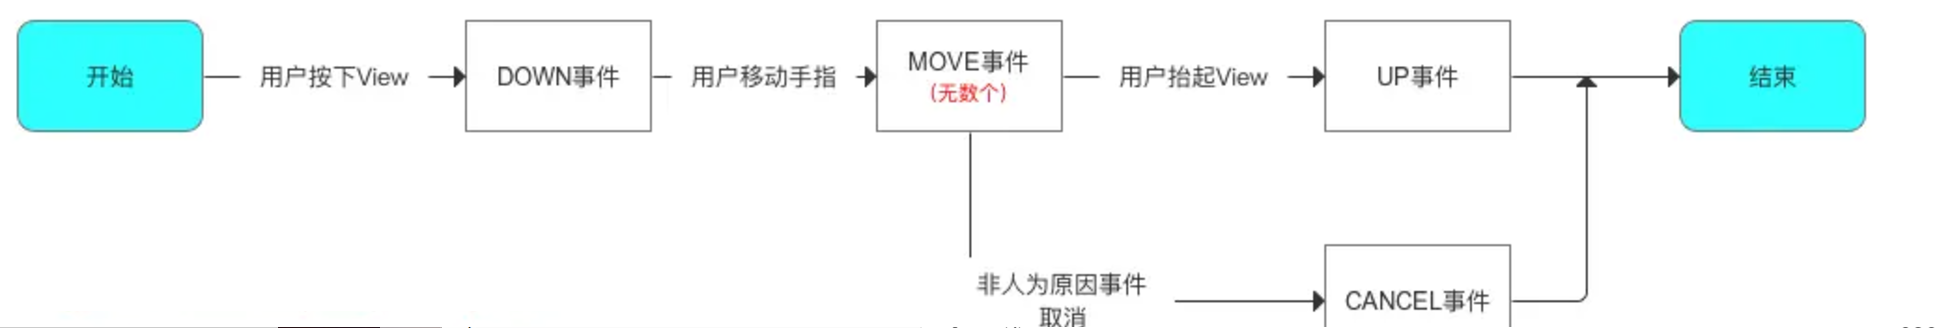 开始
用户按下View
DOWN事件
用户移动手指
MOVE事件
(无数个)
用户抬起View
UP事件
结束
非人为原因事件
取消
CANCEL事件